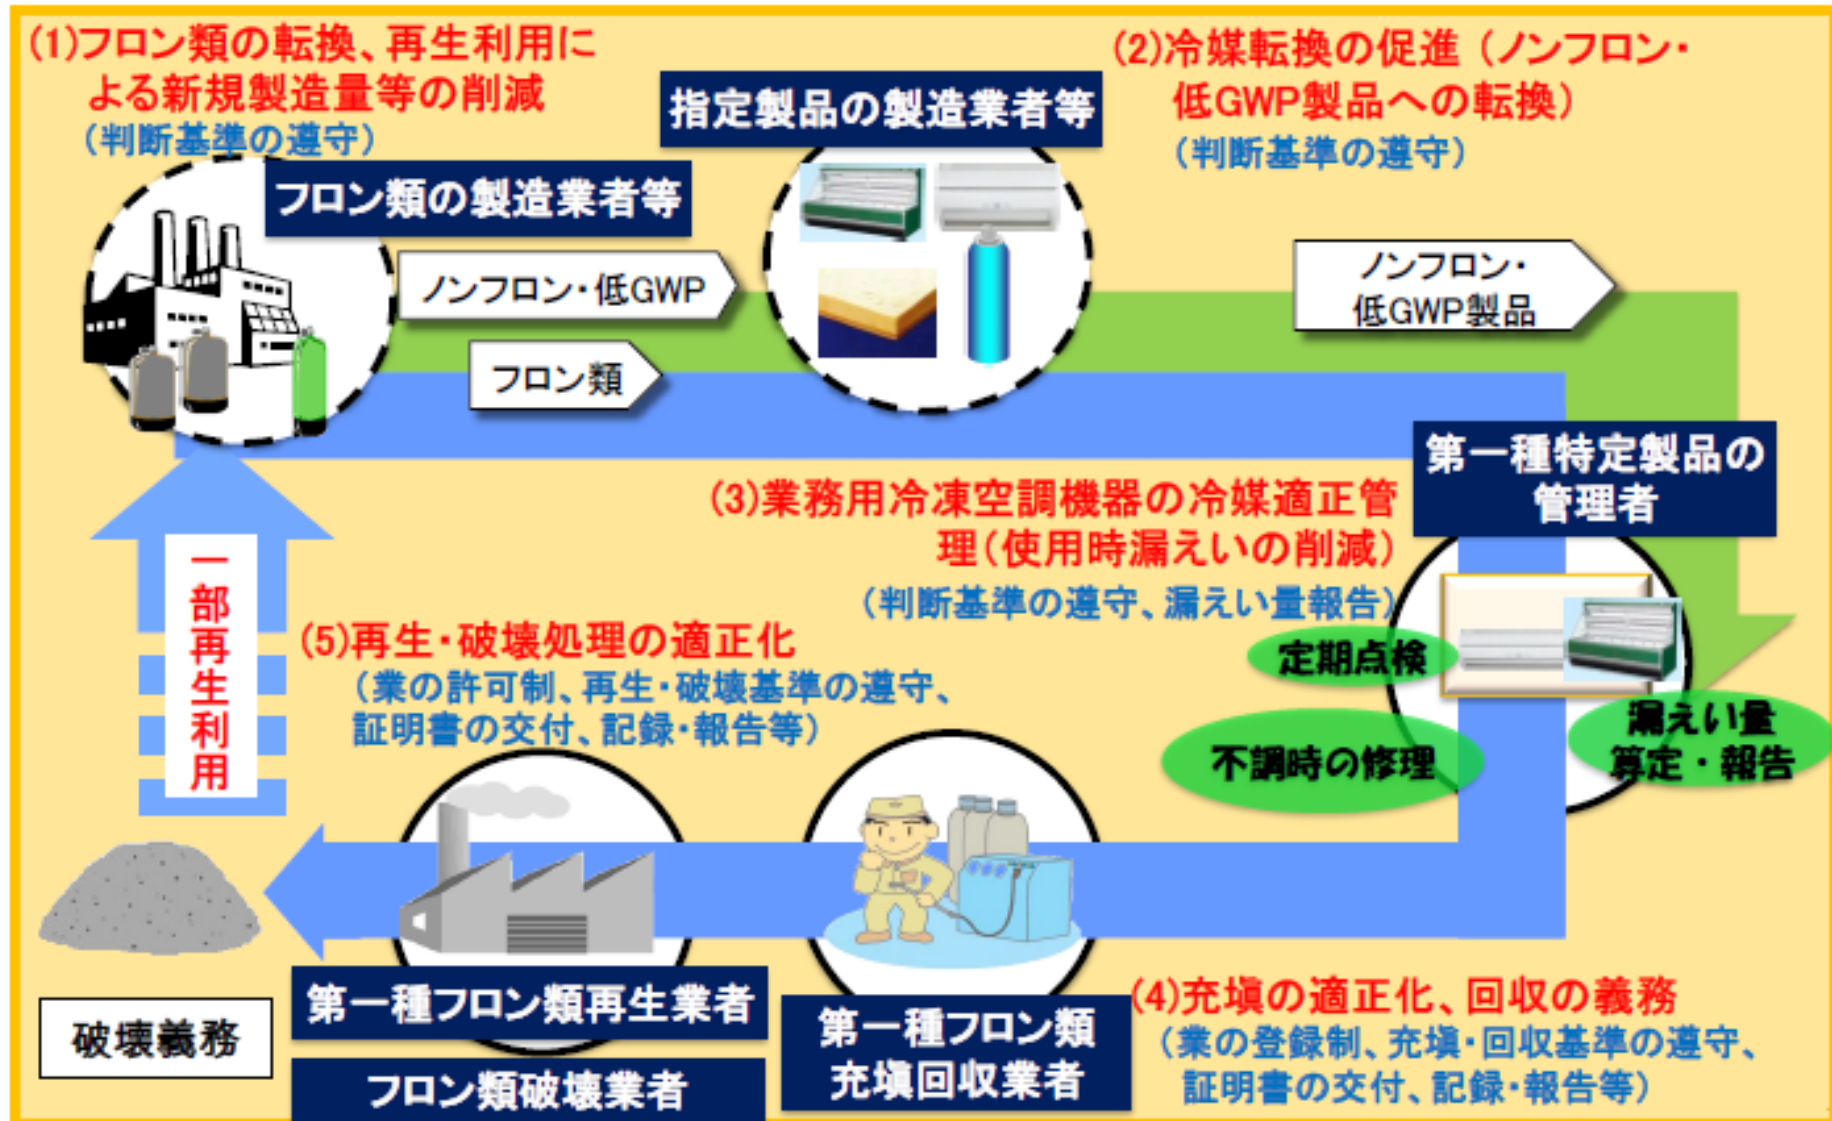 (1)フロン類の転換、再生利用に
よる新規製造量等の削減
(判断基準の遵守)
フロン類の製造業者等
指定製品の製造業者等
(2)冷媒転換の促進(ノンフロン・
低GWP製品への転換)
(判断基準の遵守)
ノンフロン・低GWP
フロン類
ノンフロン・
低GWP製品
第一種特定製品の
管理者
(3)業務用冷凍空調機器の冷媒適正管
理(使用時漏えいの削減)
(判断基準の遵守、漏えい量報告)
定期点検
不調時の修理
漏えい量
算定・報告
一部再生利用
(5)再生・破壊処理の適正化
(業の許可制、再生・破壊基準の遵守、
証明書の交付、記録・報告等)
破壊義務
第一種フロン類再生業者
フロン類破壊業者
第一種フロン類
充塡回収業者
(4)充塡の適正化、回収の義務
(業の登録制、充塡・回収基準の遵守、
証明書の交付、記録・報告等)